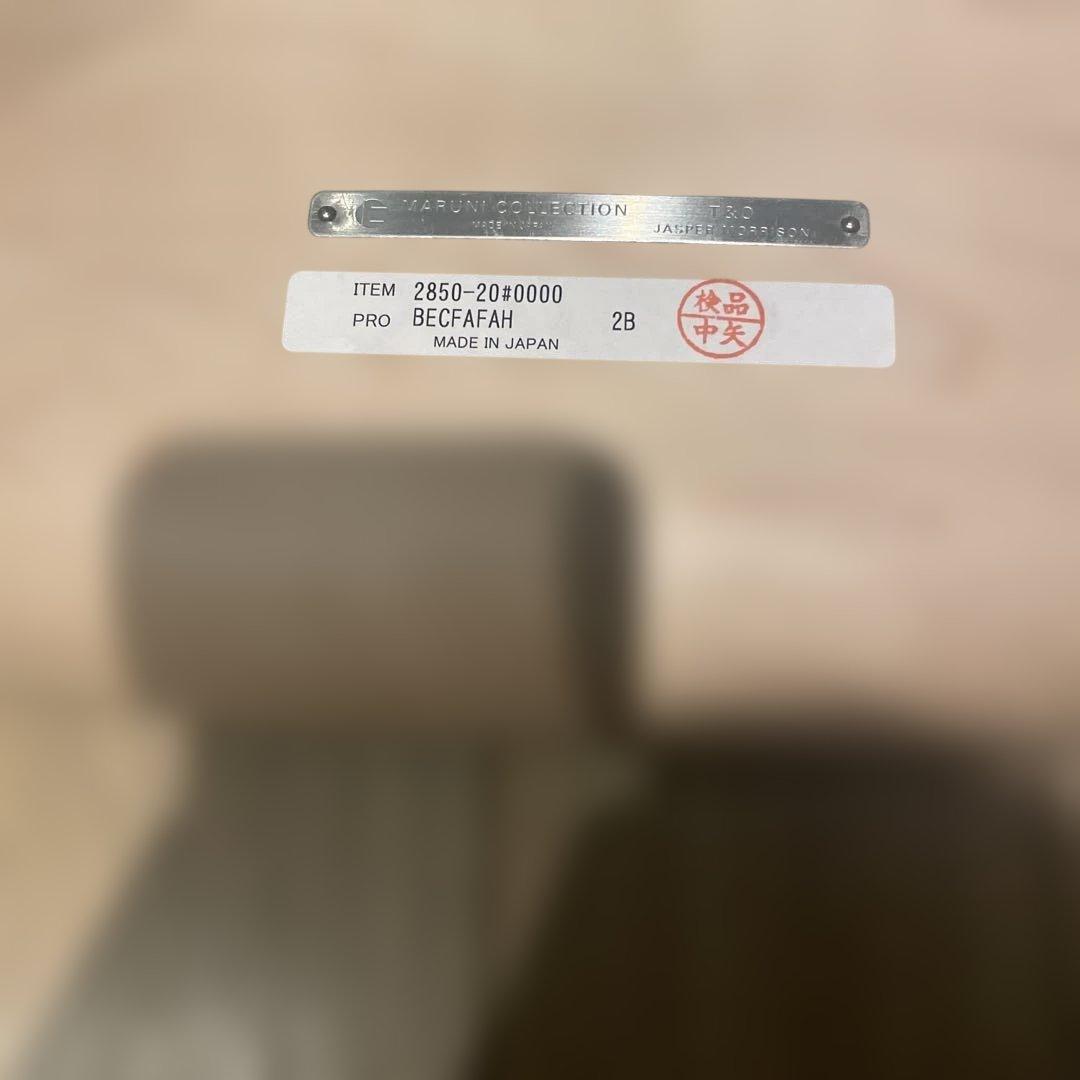 MARUNI COLLECTION T&O
MADE IN JAPAN JASPER MORRISON
ITEM 2850-20#0000
PRO BECFAFAH 2B
MADE IN JAPAN
検品
中矢